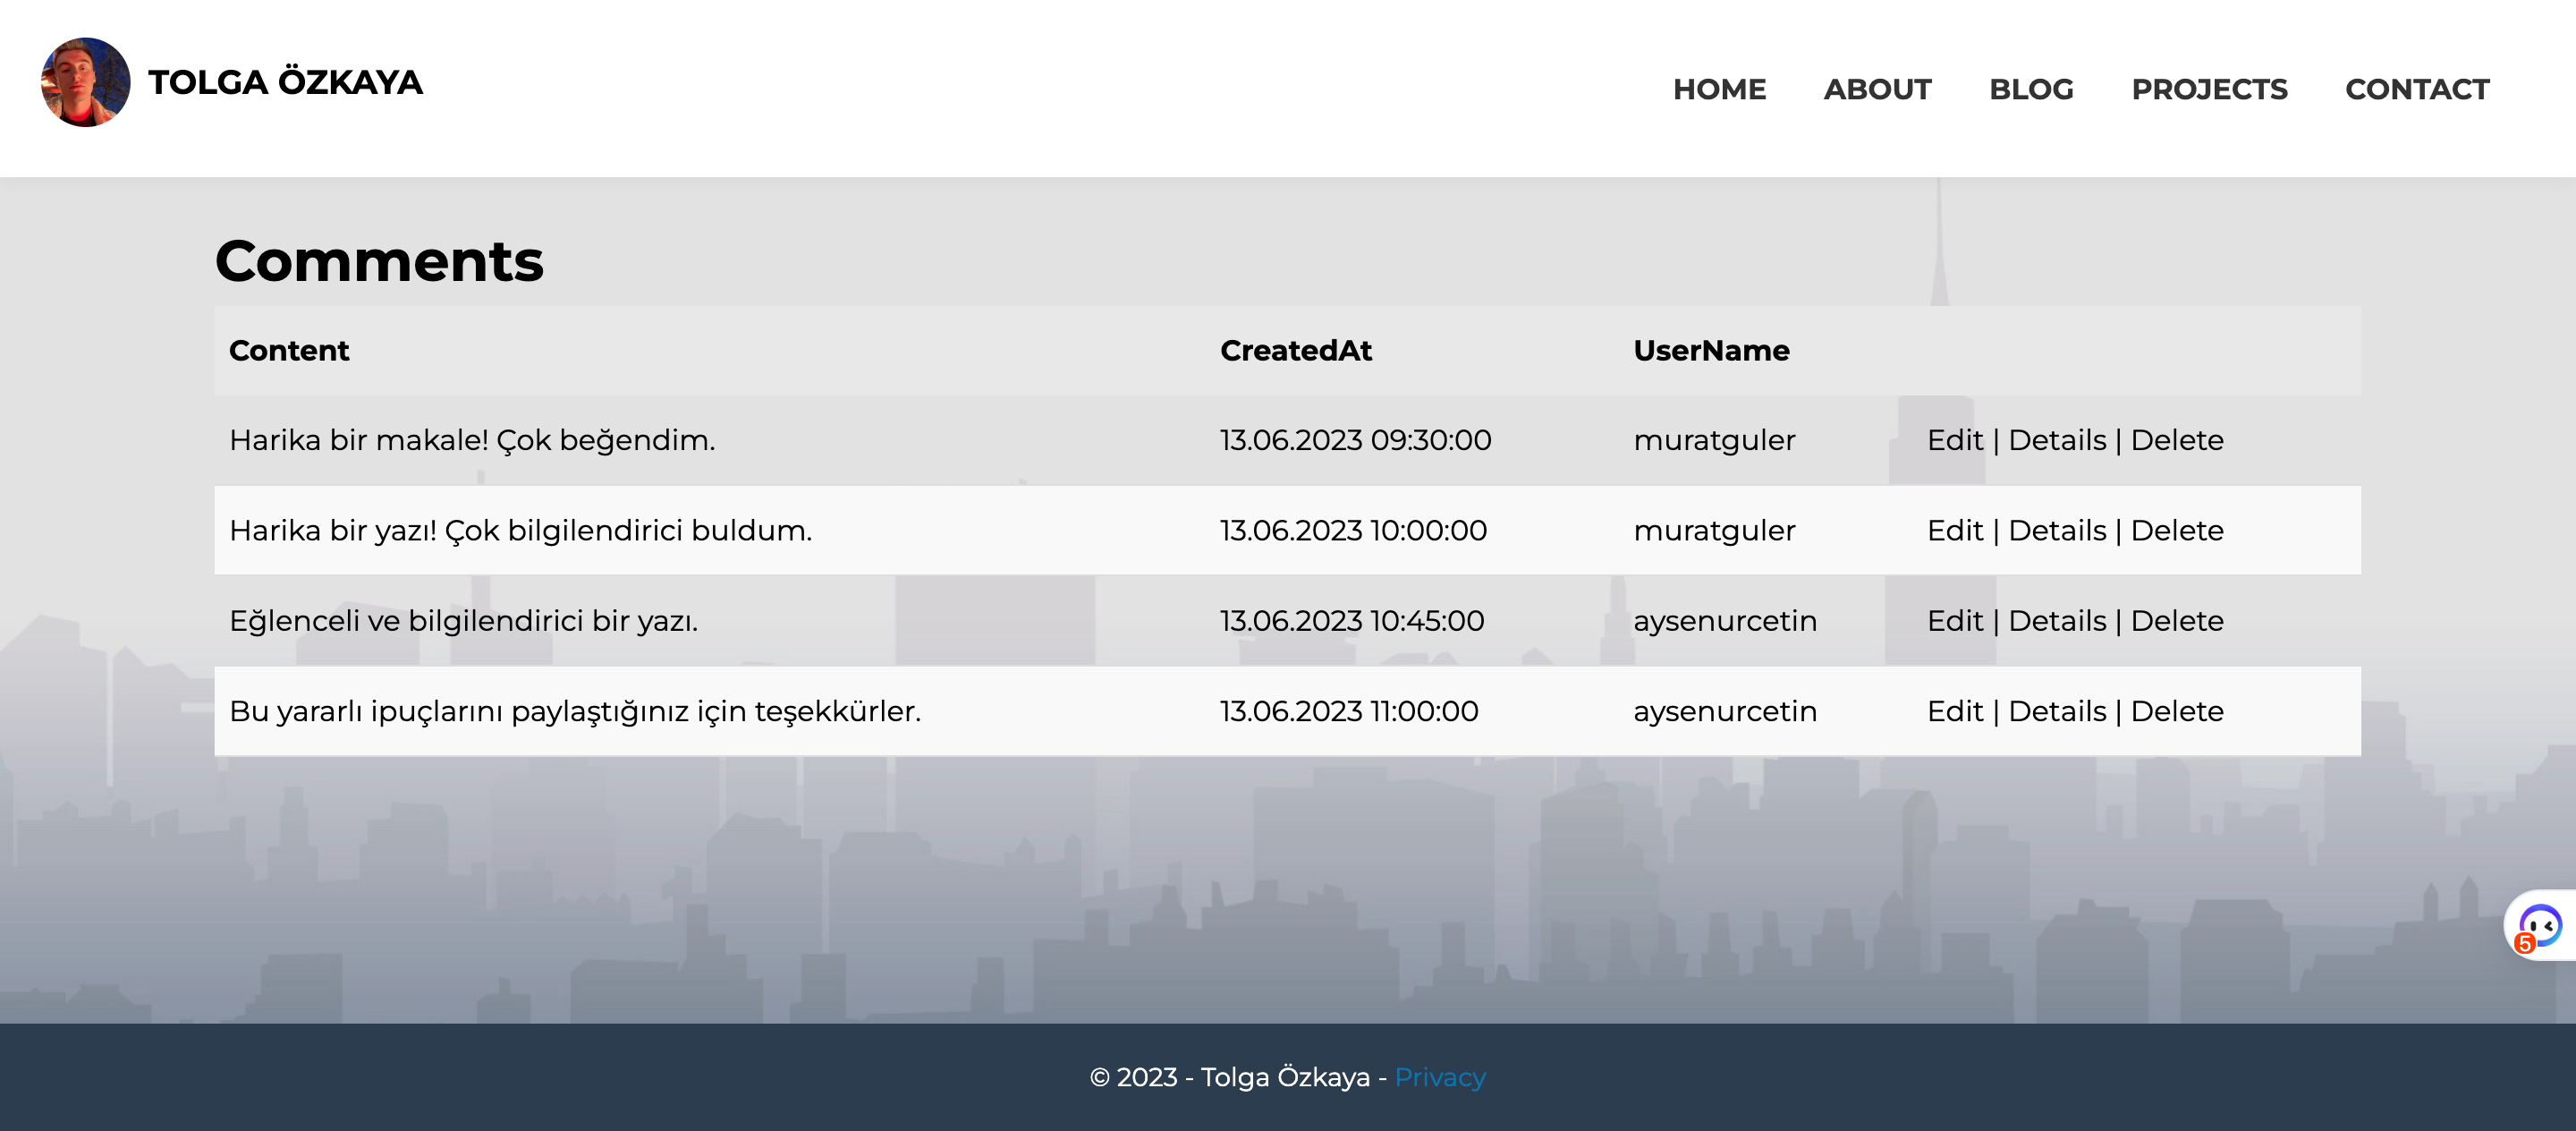 TOLGA ÖZKAYA
HOME ABOUT BLOG PROJECTS CONTACT
Comments
Content CreatedAt UserName
Harika bir makale! Çok beğendim. 13.06.2023 09:30:00 muratguler Edit | Details | Delete
Harika bir yazı! Çok bilgilendirici buldum. 13.06.2023 10:00:00 muratguler Edit | Details | Delete
Eğlenceli ve bilgilendirici bir yazı. 13.06.2023 10:45:00 aysenurcetin Edit | Details | Delete
Bu yararlı ipuçlarını paylaştığınız için teşekkürler. 13.06.2023 11:00:00 aysenurcetin Edit | Details | Delete
5
© 2023 - Tolga Özkaya - Privacy